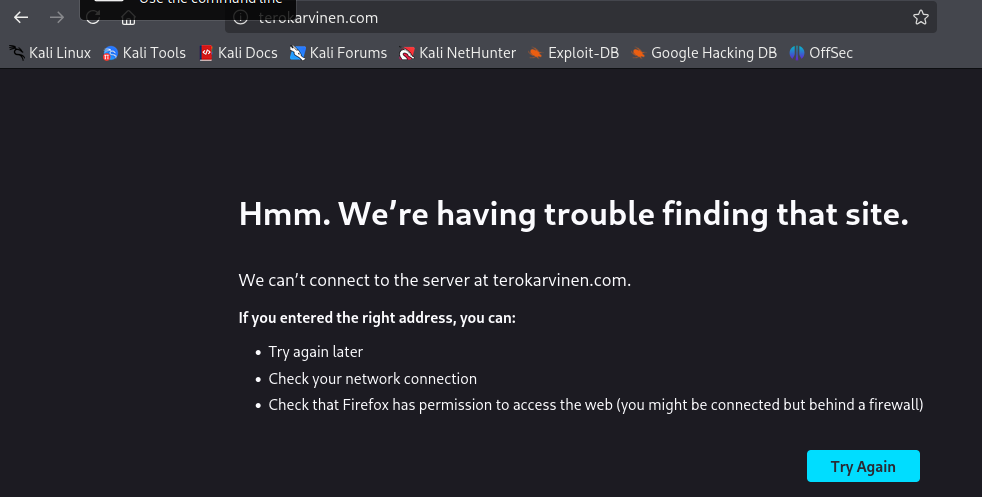 Use the command line
terokarvinen.com
Kali Linux Kali Tools Kali Docs Kali Forums Kali NetHunter Exploit-DB Google Hacking DB OffSec
Hmm. We’re having trouble finding that site.
We can’t connect to the server at terokarvinen.com.
If you entered the right address, you can:
• Try again later
• Check your network connection
• Check that Firefox has permission to access the web (you might be connected but behind a firewall)
Try Again